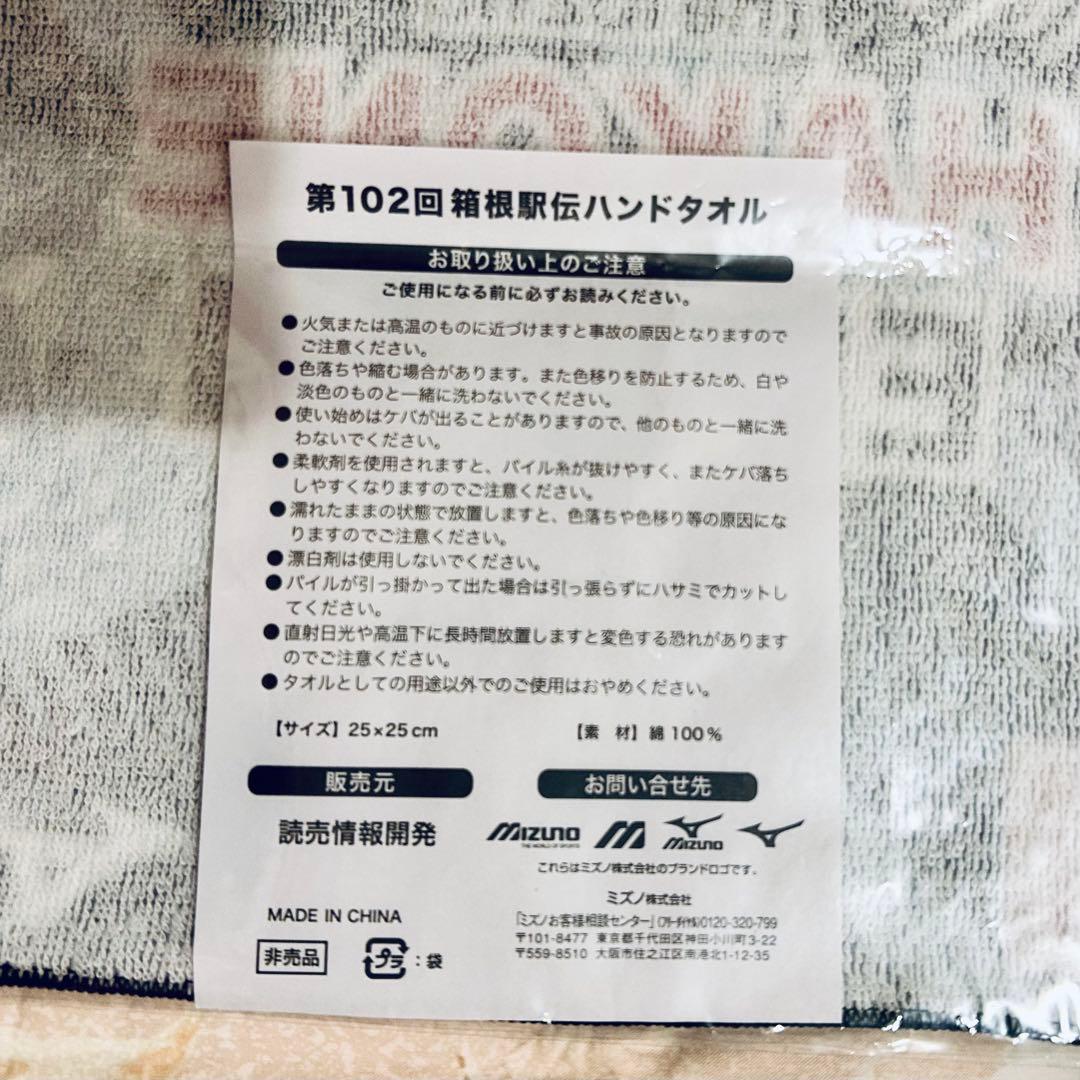 HAKONE
第102回 箱根駅伝ハンドタオル
お取り扱い上のご注意
ご使用になる前に必ずお読みください。
●火気または高温のものに近づけますと事故の原因となりますので
ご注意ください。
●色落ちや縮む場合があります。また色移りを防止するため、白や
淡色のものと一緒に洗わないでください。
●使い始めはケバが出ることがありますので、他のものと一緒に洗
わないでください。
●柔軟剤を使用されますと、パイル糸が抜けやすく、またケバ落ち
しやすくなりますのでご注意ください。
●濡れたままの状態で放置しますと、色落ちや色移り等の原因にな
りますのでご注意ください。
●漂白剤は使用しないでください。
●パイルが引っ掛かって出た場合は引っ張らずにハサミでカットし
てください。
●直射日光や高温下に長時間放置しますと変色する恐れがあります
のでご注意ください。
●タオルとしての用途以外でのご使用はおやめください。
【サイズ】25×25cm 【素 材】綿100%
販売元
読売情報開発
お問い合せ先
MIZUNO
THE WORLD OF SPORTS
MIZUNO
これらはミズノ株式会社のブランドロゴです。
ミズノ株式会社
「ミズノお客様相談センター」(フリーダイヤル)0120-320-799
〒101-8477 東京都千代田区神田小川町3-22
〒559-8510 大阪市住之江区南港北1-12-35
MADE IN CHINA
非売品 プラ:袋